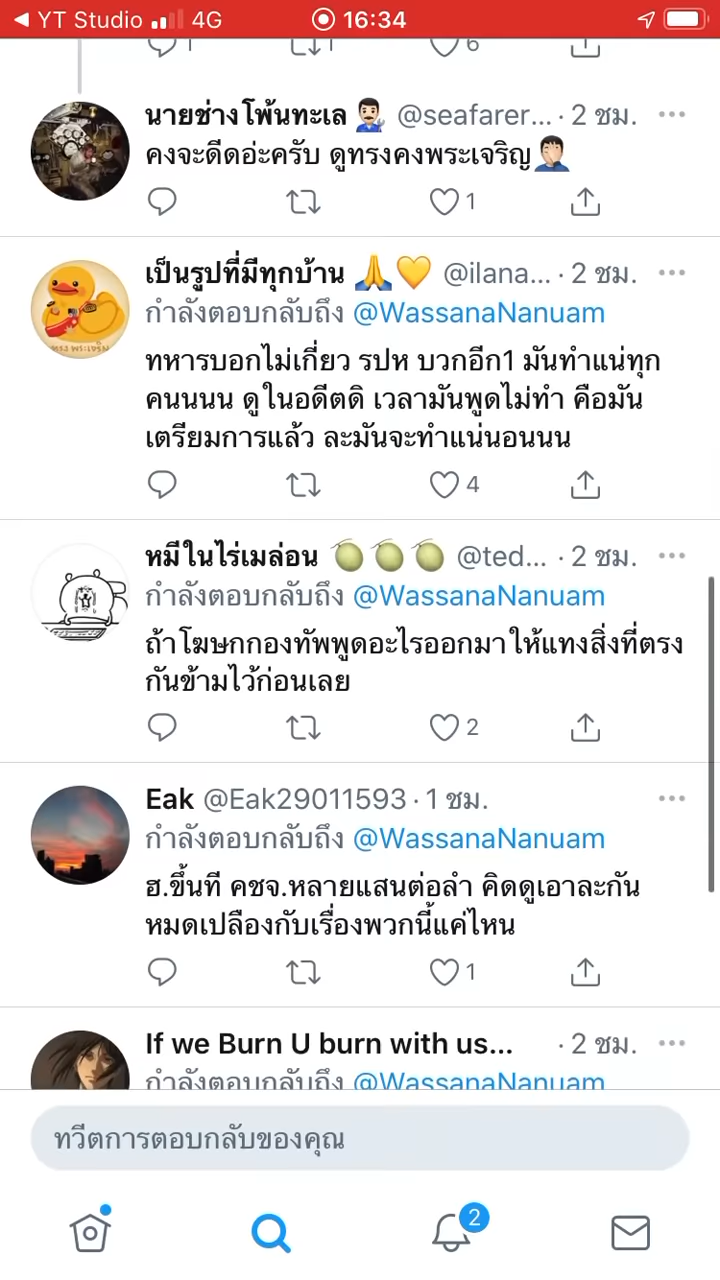 YT Studio 4G 16:34
1 1 6
นายช่างโพ้นทะเล @seafarer... · 2 ชม.
คงจะดีดอ่ะครับ ดูทรงคงพระเจริญ
1
เป็นรูปที่มีทุกบ้าน @ilana... · 2 ชม.
กำลังตอบกลับถึง @WassanaNanuam
ทหารบอกไม่เกี่ยว รปห บวกอีก1 มันทำแน่ทุก
คนนนน ดูในอดีตดิ เวลามันพูดไม่ทำ คือมัน
เตรียมการแล้ว ละมันจะทำแน่นอนนน
4
หมีในไร่เมล่อน @ted... · 2 ชม.
กำลังตอบกลับถึง @WassanaNanuam
ถ้าโฆษกกองทัพพูดอะไรออกมาให้แทงสิ่งที่ตรง
กันข้ามไว้ก่อนเลย
2
Eak @Eak29011593 · 1 ชม.
กำลังตอบกลับถึง @WassanaNanuam
ฮ.ขึ้นที คชจ.หลายแสนต่อลำ คิดดูเอาละกัน
หมดเปลืองกับเรื่องพวกนี้แค่ไหน
1
If we Burn U burn with us... · 2 ชม.
กำลังตอบกลับถึง @WassanaNanuam
ทวีตการตอบกลับของคุณ
2